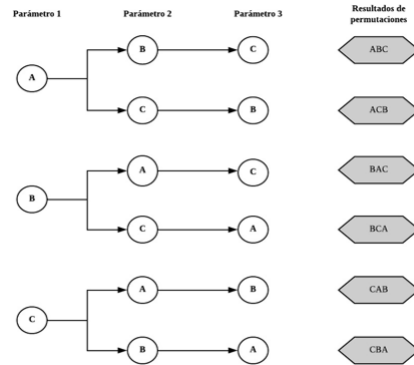 Parámetro 1 Parámetro 2 Parámetro 3 Resultados de
permutaciones
B C ABC
A
C B ACB
A C BAC
B
C A BCA
A B CAB
C
B A CBA